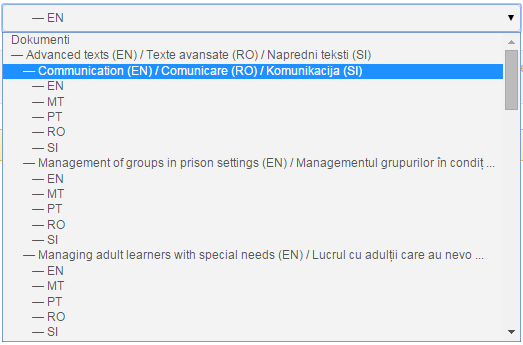 — EN
Dokumenti
— Advanced texts (EN) / Texte avansate (RO) / Napredni teksti (SI)
— Communication (EN) / Comunicare (RO) / Komunikacija (SI)
— EN
— MT
— PT
— RO
— SI
— Management of groups in prison settings (EN) / Managementul grupurilor în condiț ...
— EN
— MT
— PT
— RO
— SI
— Managing adult learners with special needs (EN) / Lucrul cu adulții care au nevo ...
— EN
— MT
— PT
— RO
— SI